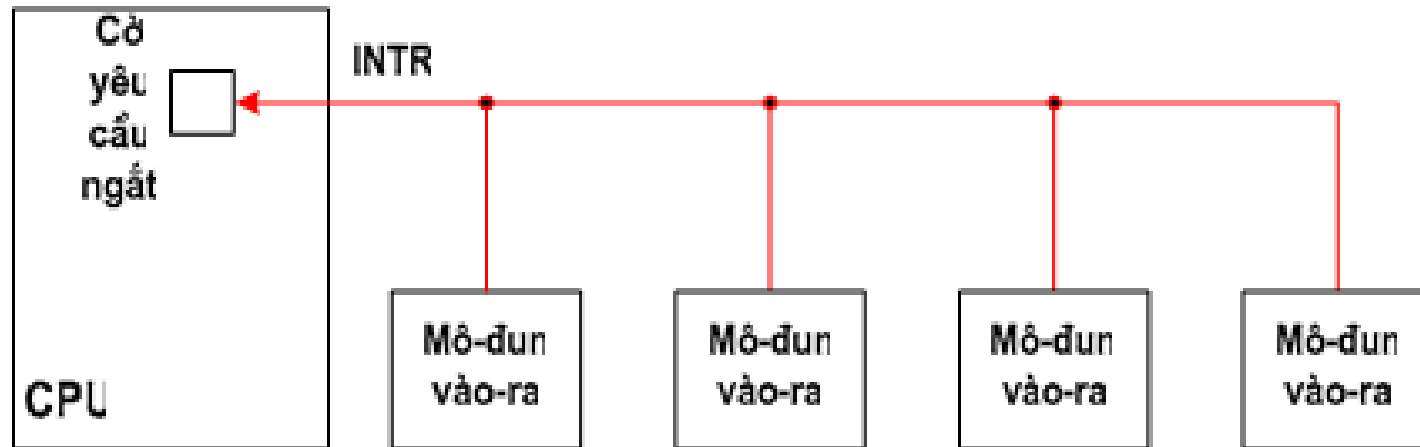 Cờ
yêu
cầu
ngắt
INTR
CPU
Mô-đun
vào-ra
Mô-đun
vào-ra
Mô-đun
vào-ra
Mô-đun
vào-ra